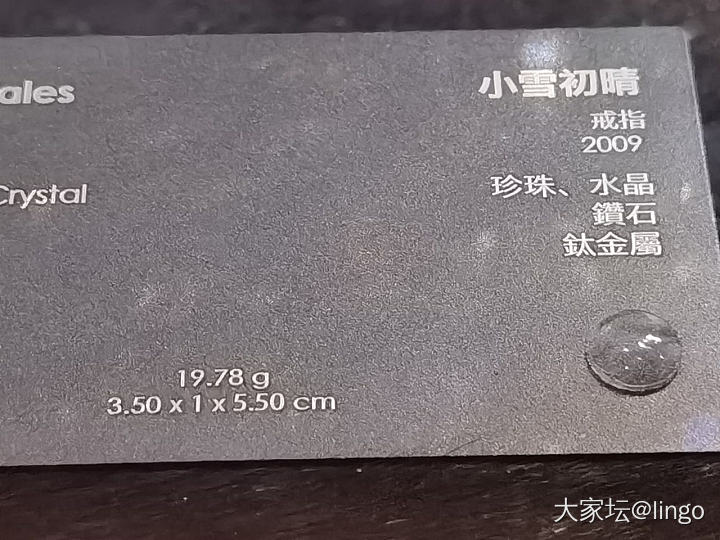 ales
小雪初晴
戒指
2009
Crystal
珍珠、水晶
鑽石
鈦金屬
19.78 g
3.50 x 1 x 5.50 cm
大家坛@lingo